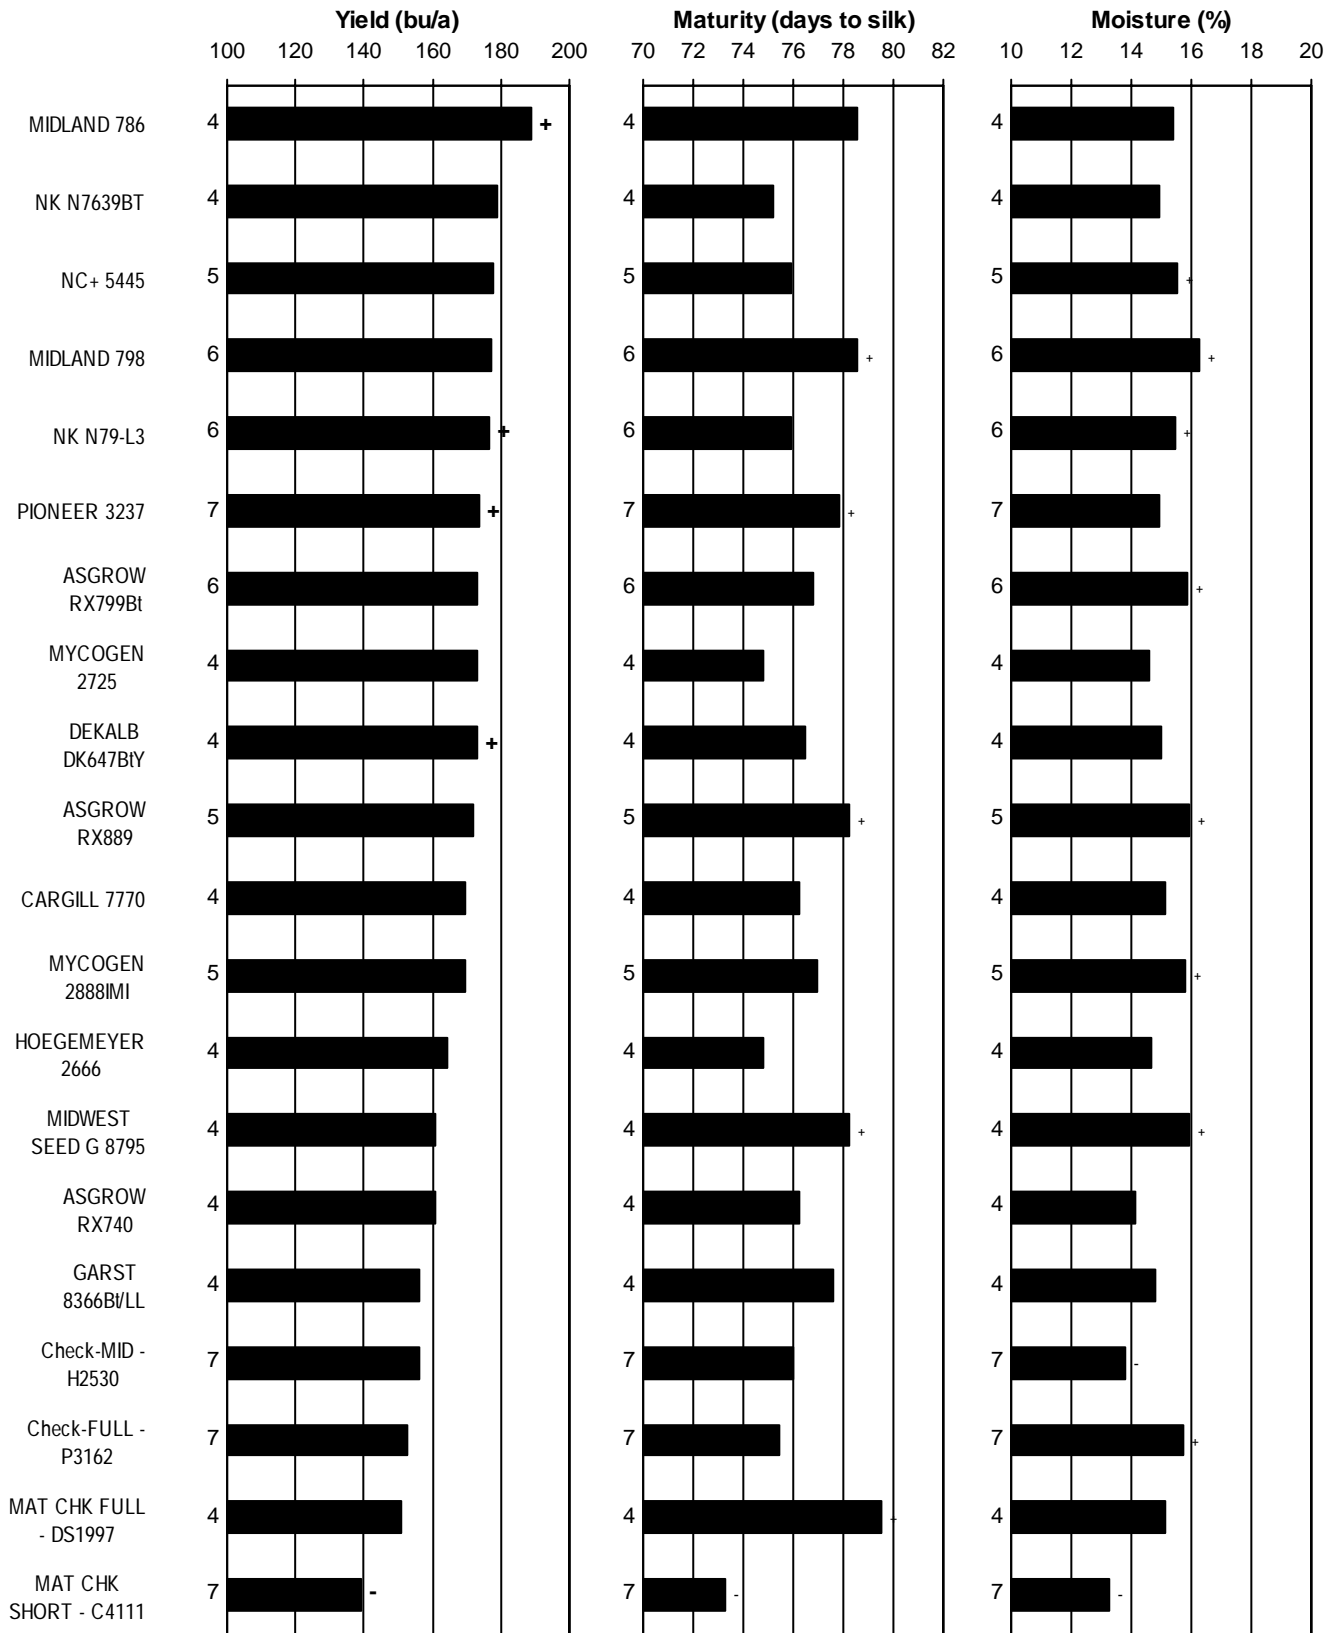 Yield (bu/a) Maturity (days to silk) Moisture (%)
100 120 140 160 180 200 70 72 74 76 78 80 82 10 12 14 16 18 20
MIDLAND 786 4 + 4 4
NK N7639BT 4 4 4
NC+ 5445 5 5 5 +
MIDLAND 798 6 6 + 6 +
NK N79-L3 6 + 6 6 +
PIONEER 3237 7 + 7 + 7
ASGROW
RX799Bt 6 6 6 +
MYCOGEN
2725 4 4 4
DEKALB
DK647BtY 4 + 4 4
ASGROW
RX889 5 5 + 5 +
CARGILL 7770 4 4 4
MYCOGEN
2888IMI 5 5 5 +
HOEGEMEYER
2666 4 4 4
MIDWEST
SEED G 8795 4 4 + 4 +
ASGROW
RX740 4 4 4
GARST
8366Bt/LL 4 4 4
Check-MID -
H2530 7 7 7 -
Check-FULL -
P3162 7 7 7 +
MAT CHK FULL
- DS1997 4 4 + 4
MAT CHK
SHORT - C4111 7 - 7 - 7 -